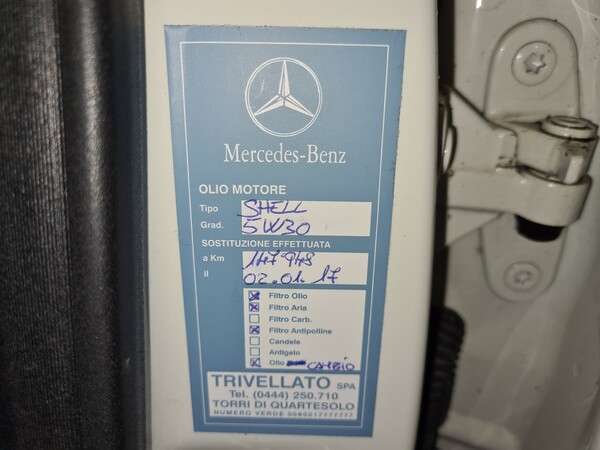 Mercedes-Benz
OLIO MOTORE
Tipo SHELL
Grad. 5W30
SOSTITUZIONE EFFETTUATA
a Km 147.948
il 02.01.17
Filtro Olio
Filtro Aria
Filtro Carb.
Filtro Antipolline
Candele
Antigelo
Olio CAMBIO
TRIVELLATO SPA
Tel. (0444) 250.710
TORRI DI QUARTESOLO
NUMERO VERDE